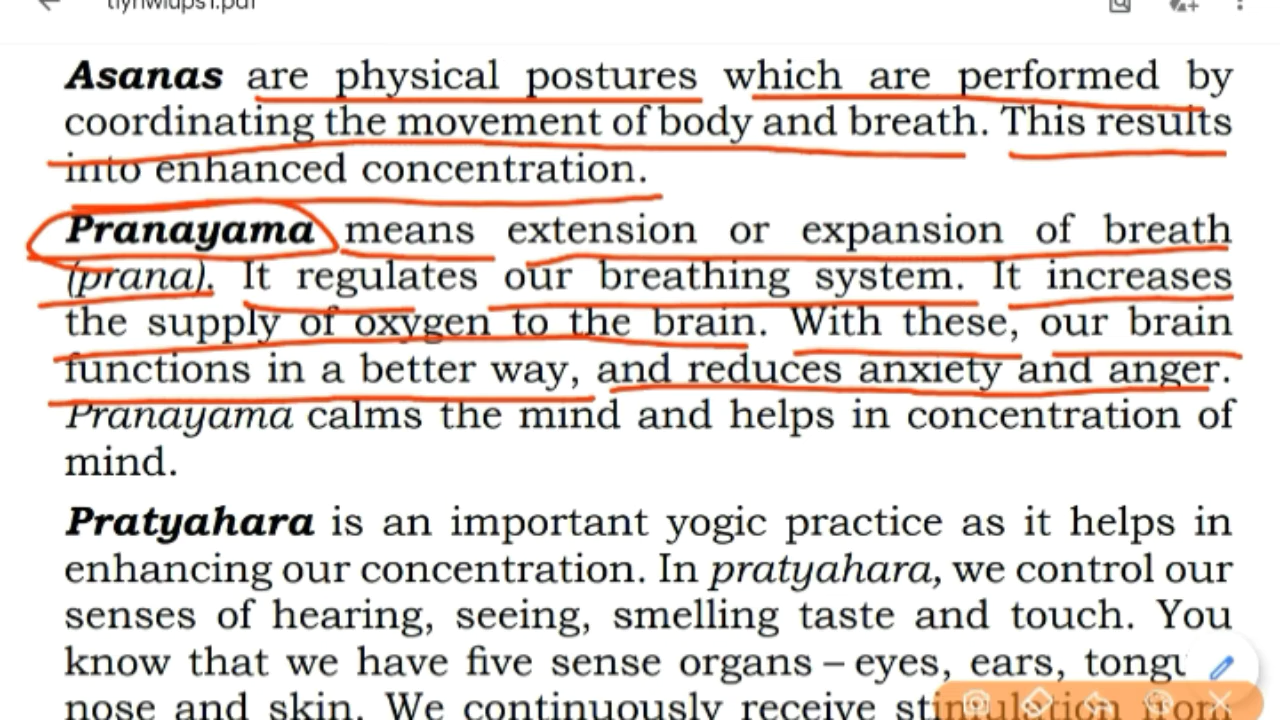 Asanas are physical postures which are performed by
coordinating the movement of body and breath. This results
into enhanced concentration.
Pranayama means extension or expansion of breath
(prana). It regulates our breathing system. It increases
the supply of oxygen to the brain. With these, our brain
functions in a better way, and reduces anxiety and anger.
Pranayama calms the mind and helps in concentration of
mind.
Pratyahara is an important yogic practice as it helps in
enhancing our concentration. In pratyahara, we control our
senses of hearing, seeing, smelling taste and touch. You
know that we have five sense organs – eyes, ears,
nose and skin. We continuously receive stimulation from